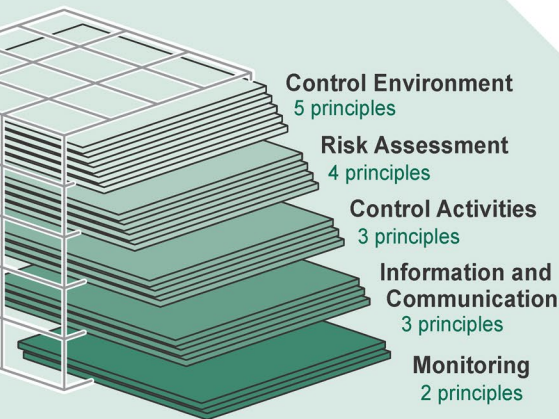 Control Environment
5 principles
Risk Assessment
4 principles
Control Activities
3 principles
Information and
Communication
3 principles
Monitoring
2 principles